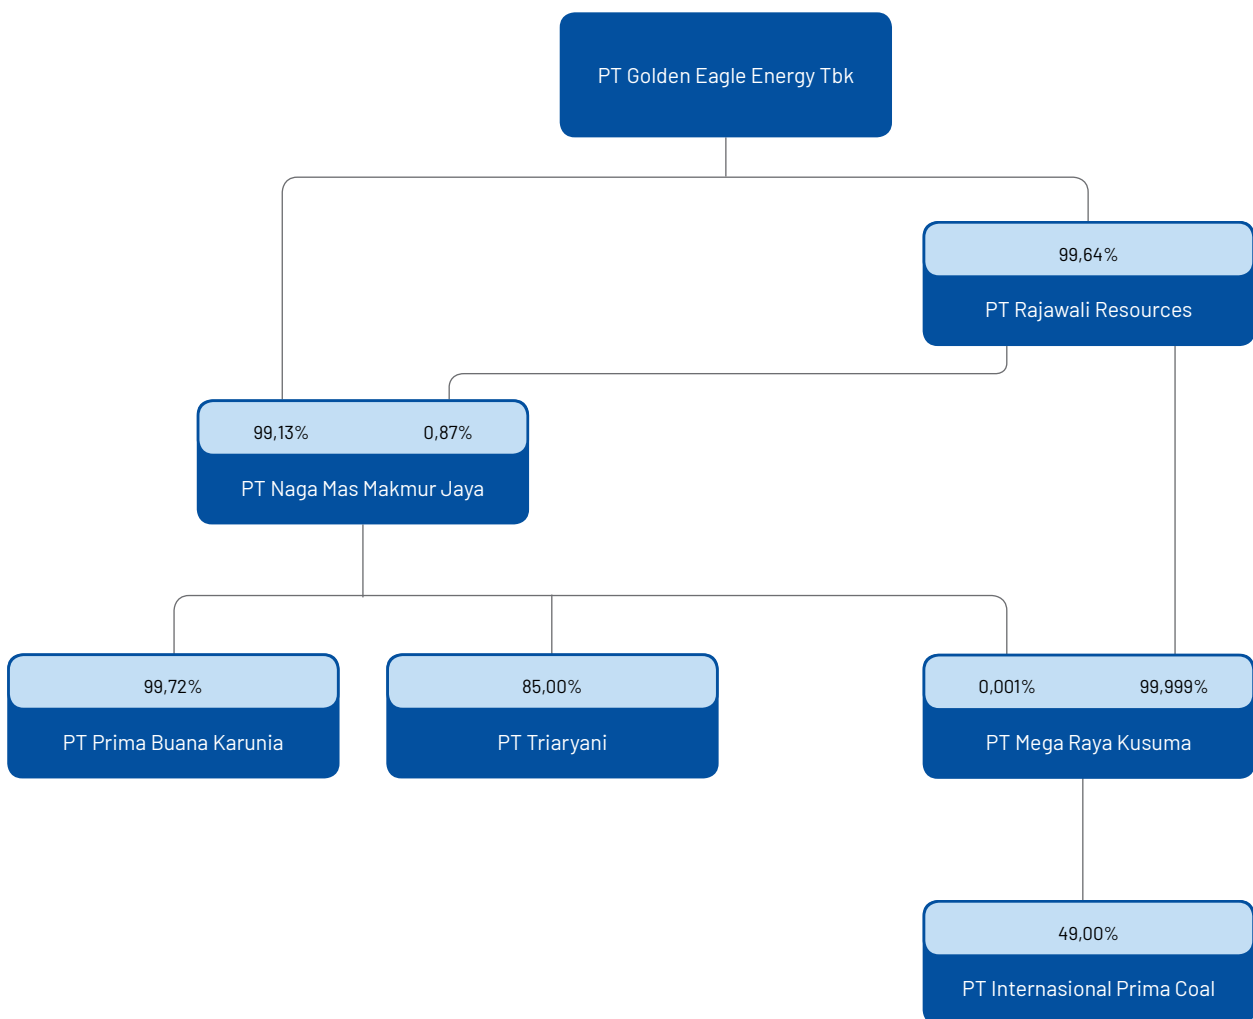 PT Golden Eagle Energy Tbk
99,64%
PT Rajawali Resources
99,13% 0,87%
PT Naga Mas Makmur Jaya
99,72%
PT Prima Buana Karunia
85,00%
PT Triaryani
0,001% 99,999%
PT Mega Raya Kusuma
49,00%
PT Internasional Prima Coal